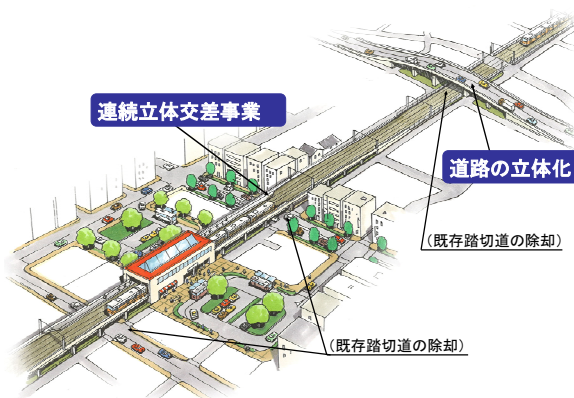 連続立体交差事業
道路の立体化
（既存踏切道の除却）
（既存踏切道の除却）